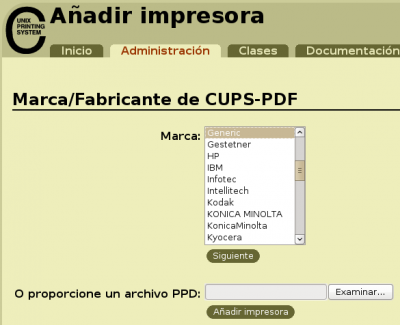 UNIX
PRINTING
SYSTEM
Añadir impresora
Inicio
Administración
Clases
Documentación
Marca/Fabricante de CUPS-PDF
Marca:
Generic
Gestetner
HP
IBM
Infotec
Intellitech
Kodak
KONICA MINOLTA
KonicaMinolta
Kyocera
Siguiente
O proporcione un archivo PPD:
Examinar...
Añadir impresora